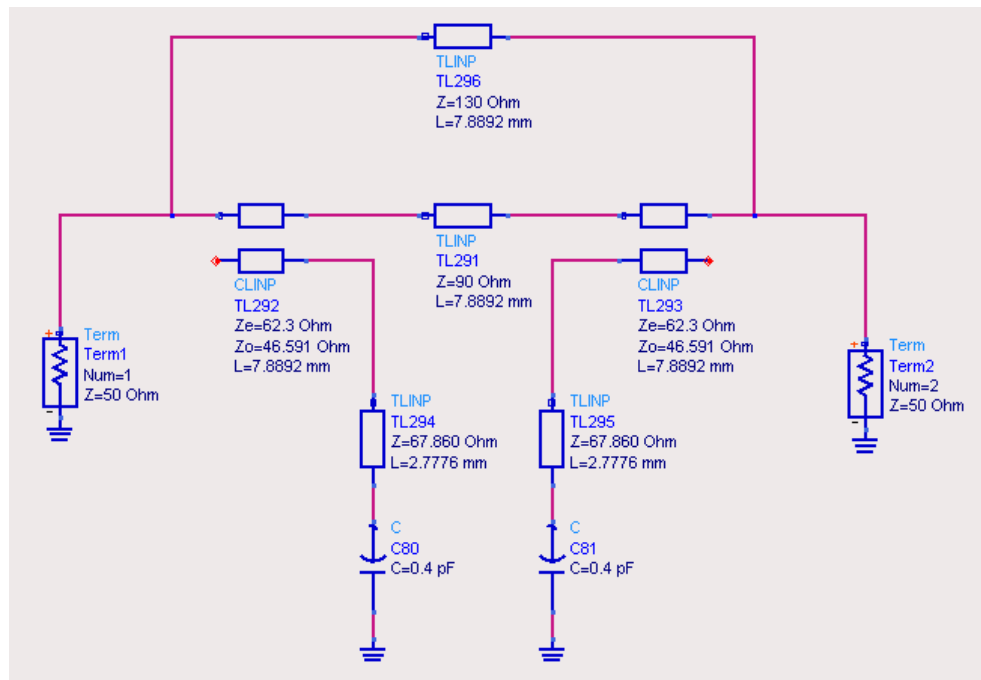 TLINP
TL296
Z=130 Ohm
L=7.8892 mm
TLINP
TL291
Z=90 Ohm
L=7.8892 mm
CLINP
TL292
Ze=62.3 Ohm
Zo=46.591 Ohm
L=7.8892 mm
CLINP
TL293
Ze=62.3 Ohm
Zo=46.591 Ohm
L=7.8892 mm
+
Term
Term1
Num=1
Z=50 Ohm
-
+
Term
Term2
Num=2
Z=50 Ohm
-
TLINP
TL294
Z=67.860 Ohm
L=2.7776 mm
TLINP
TL295
Z=67.860 Ohm
L=2.7776 mm
C
C80
C=0.4 pF
C
C81
C=0.4 pF